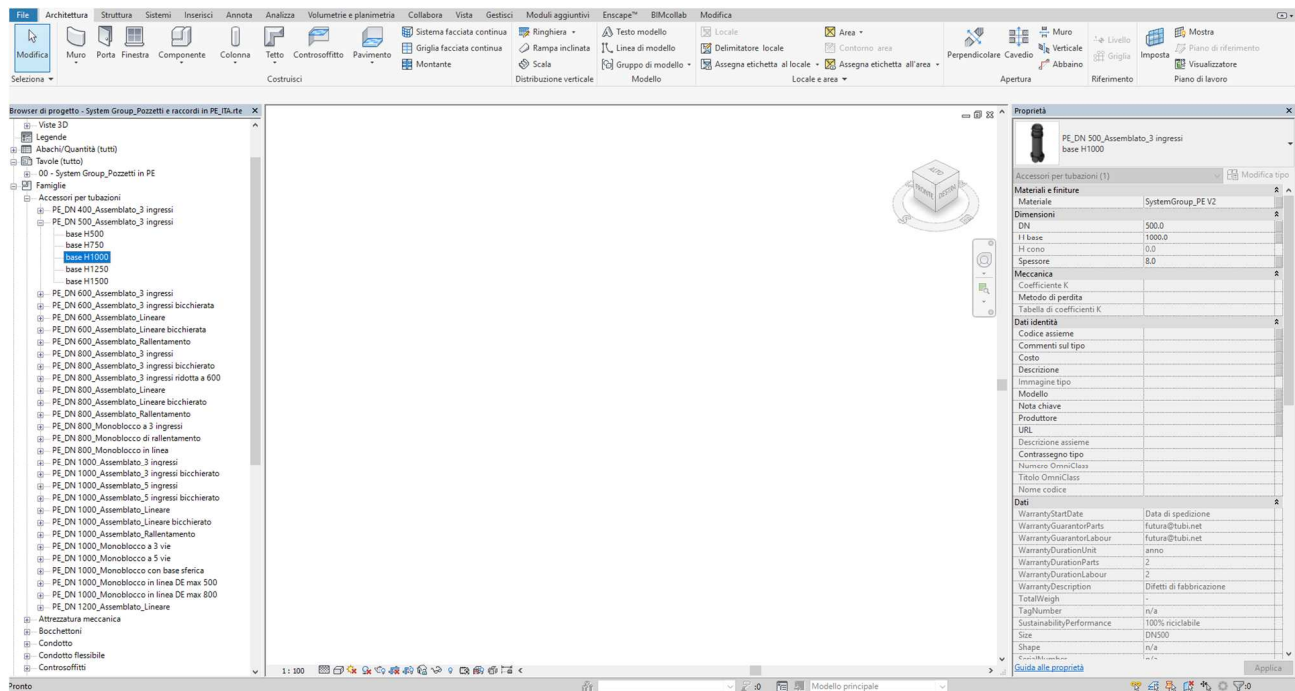 File Architettura Struttura Sistemi Inserisci Annota Analizza Volumetrie e planimetria Collabora Vista Gestisci Moduli aggiuntivi Enscape™ BIMcollab Modifica
Modifica
Muro
Porta
Finestra
Componente
Colonna
Tetto
Controsoffitto
Pavimento
Sistema facciata continua
Griglia facciata continua
Montante
Ringhiera
Rampa inclinata
Scala
Testo modello
Linea di modello
Gruppo di modello
Locale
Delimitatore locale
Assegna etichetta al locale
Area
Contorno area
Assegna etichetta all'area
Perpendicolare
Cavedio
Muro
Verticale
Abbaino
Livello
Griglia
Imposta
Mostra
Piano di riferimento
Visualizzatore
Seleziona
Costruisci
Distribuzione verticale
Modello
Locale e area
Apertura
Riferimento
Piano di lavoro
Browser di progetto - System Group_Pozzetti e raccordi in PE_ITA.rte
Viste 3D
Legende
Abachi/Quantità (tutti)
Tavole (tutto)
00 - System Group_Pozzetti in PE
Famiglie
Accessori per tubazioni
PE_DN 400_Assemblato_3 ingressi
PE_DN 500_Assemblato_3 ingressi
base H500
base H750
base H1000
base H1250
base H1500
PE_DN 600_Assemblato_3 ingressi
PE_DN 600_Assemblato_3 ingressi bicchierata
PE_DN 600_Assemblato_Lineare
PE_DN 600_Assemblato_Lineare bicchierata
PE_DN 600_Assemblato_Rallentamento
PE_DN 800_Assemblato_3 ingressi
PE_DN 800_Assemblato_3 ingressi bicchierato
PE_DN 800_Assemblato_3 ingressi ridotta a 600
PE_DN 800_Assemblato_Lineare
PE_DN 800_Assemblato_Lineare bicchierato
PE_DN 800_Assemblato_Rallentamento
PE_DN 800_Monoblocco a 3 ingressi
PE_DN 800_Monoblocco di rallentamento
PE_DN 800_Monoblocco in linea
PE_DN 1000_Assemblato_3 ingressi
PE_DN 1000_Assemblato_3 ingressi bicchierato
PE_DN 1000_Assemblato_5 ingressi
PE_DN 1000_Assemblato_5 ingressi bicchierato
PE_DN 1000_Assemblato_Lineare
PE_DN 1000_Assemblato_Lineare bicchierato
PE_DN 1000_Assemblato_Rallentamento
PE_DN 1000_Monoblocco a 3 vie
PE_DN 1000_Monoblocco a 5 vie
PE_DN 1000_Monoblocco con base sferica
PE_DN 1000_Monoblocco in linea DE max 500
PE_DN 1000_Monoblocco in linea DE max 800
PE_DN 1200_Assemblato_Lineare
Attrezzatura meccanica
Bocchettoni
Condotto
Condotto flessibile
Controsoffitti
ALTO
FRONTE
DESTRA
1 : 100
Proprietà
PE_DN 500_Assemblato_3 ingressi
base H1000
Accessori per tubazioni (1)
Modifica tipo
Materiali e finiture
Materiale SystemGroup_PE V2
Dimensioni
DN 500.0
H base 1000.0
H cono 0.0
Spessore 8.0
Meccanica
Coefficiente K
Metodo di perdita
Tabella di coefficienti K
Dati identità
Codice assieme
Commenti sul tipo
Costo
Descrizione
Immagine tipo
Modello
Nota chiave
Produttore
URL
Descrizione assieme
Contrassegno tipo
Numero OmniClass
Titolo OmniClass
Nome codice
Dati
WarrantyStartDate Data di spedizione
WarrantyGuarantorParts futura@tubi.net
WarrantyGuarantorLabour futura@tubi.net
WarrantyDurationUnit anno
WarrantyDurationParts 2
WarrantyDurationLabour 2
WarrantyDescription Difetti di fabbricazione
TotalWeigh -
TagNumber n/a
SustainabilityPerformance 100% riciclabile
Size DN500
Shape n/a
SerialNumber n/a
Guida alle proprietà
Applica
Pronto
:0
Modello principale
:0